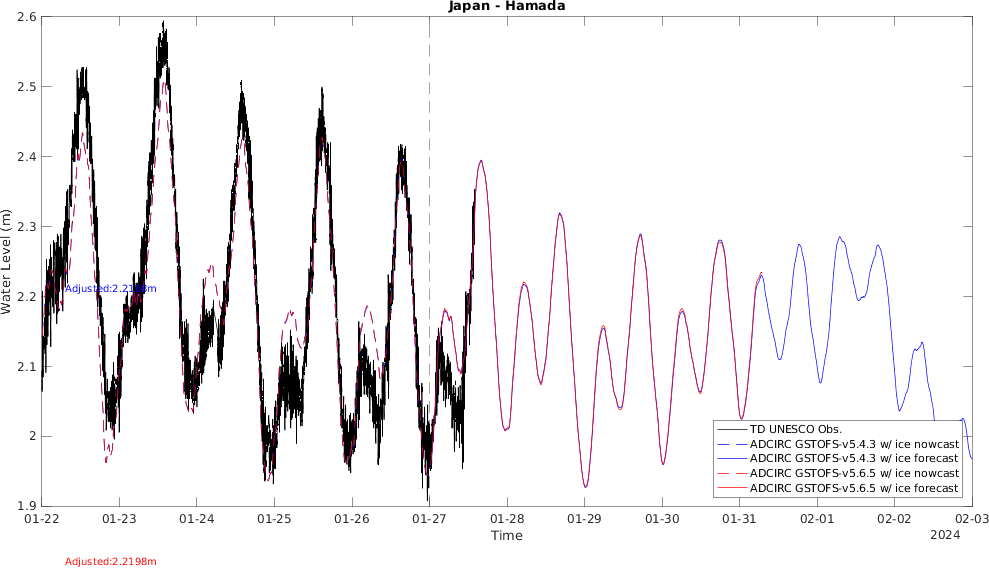 Japan - Hamada
2.6
2.5
2.4
2.3
2.2
2.1
2
1.9
Water Level (m)
TD UNESCO Obs.
ADCIRC GSTOFS-v5.4.3 w/ ice nowcast
ADCIRC GSTOFS-v5.4.3 w/ ice forecast
ADCIRC GSTOFS-v5.6.5 w/ ice nowcast
ADCIRC GSTOFS-v5.6.5 w/ ice forecast
01-22 01-23 01-24 01-25 01-26 01-27 01-28 01-29 01-30 01-31 02-01 02-02 02-03
Time
2024
Adjusted:2.2198m